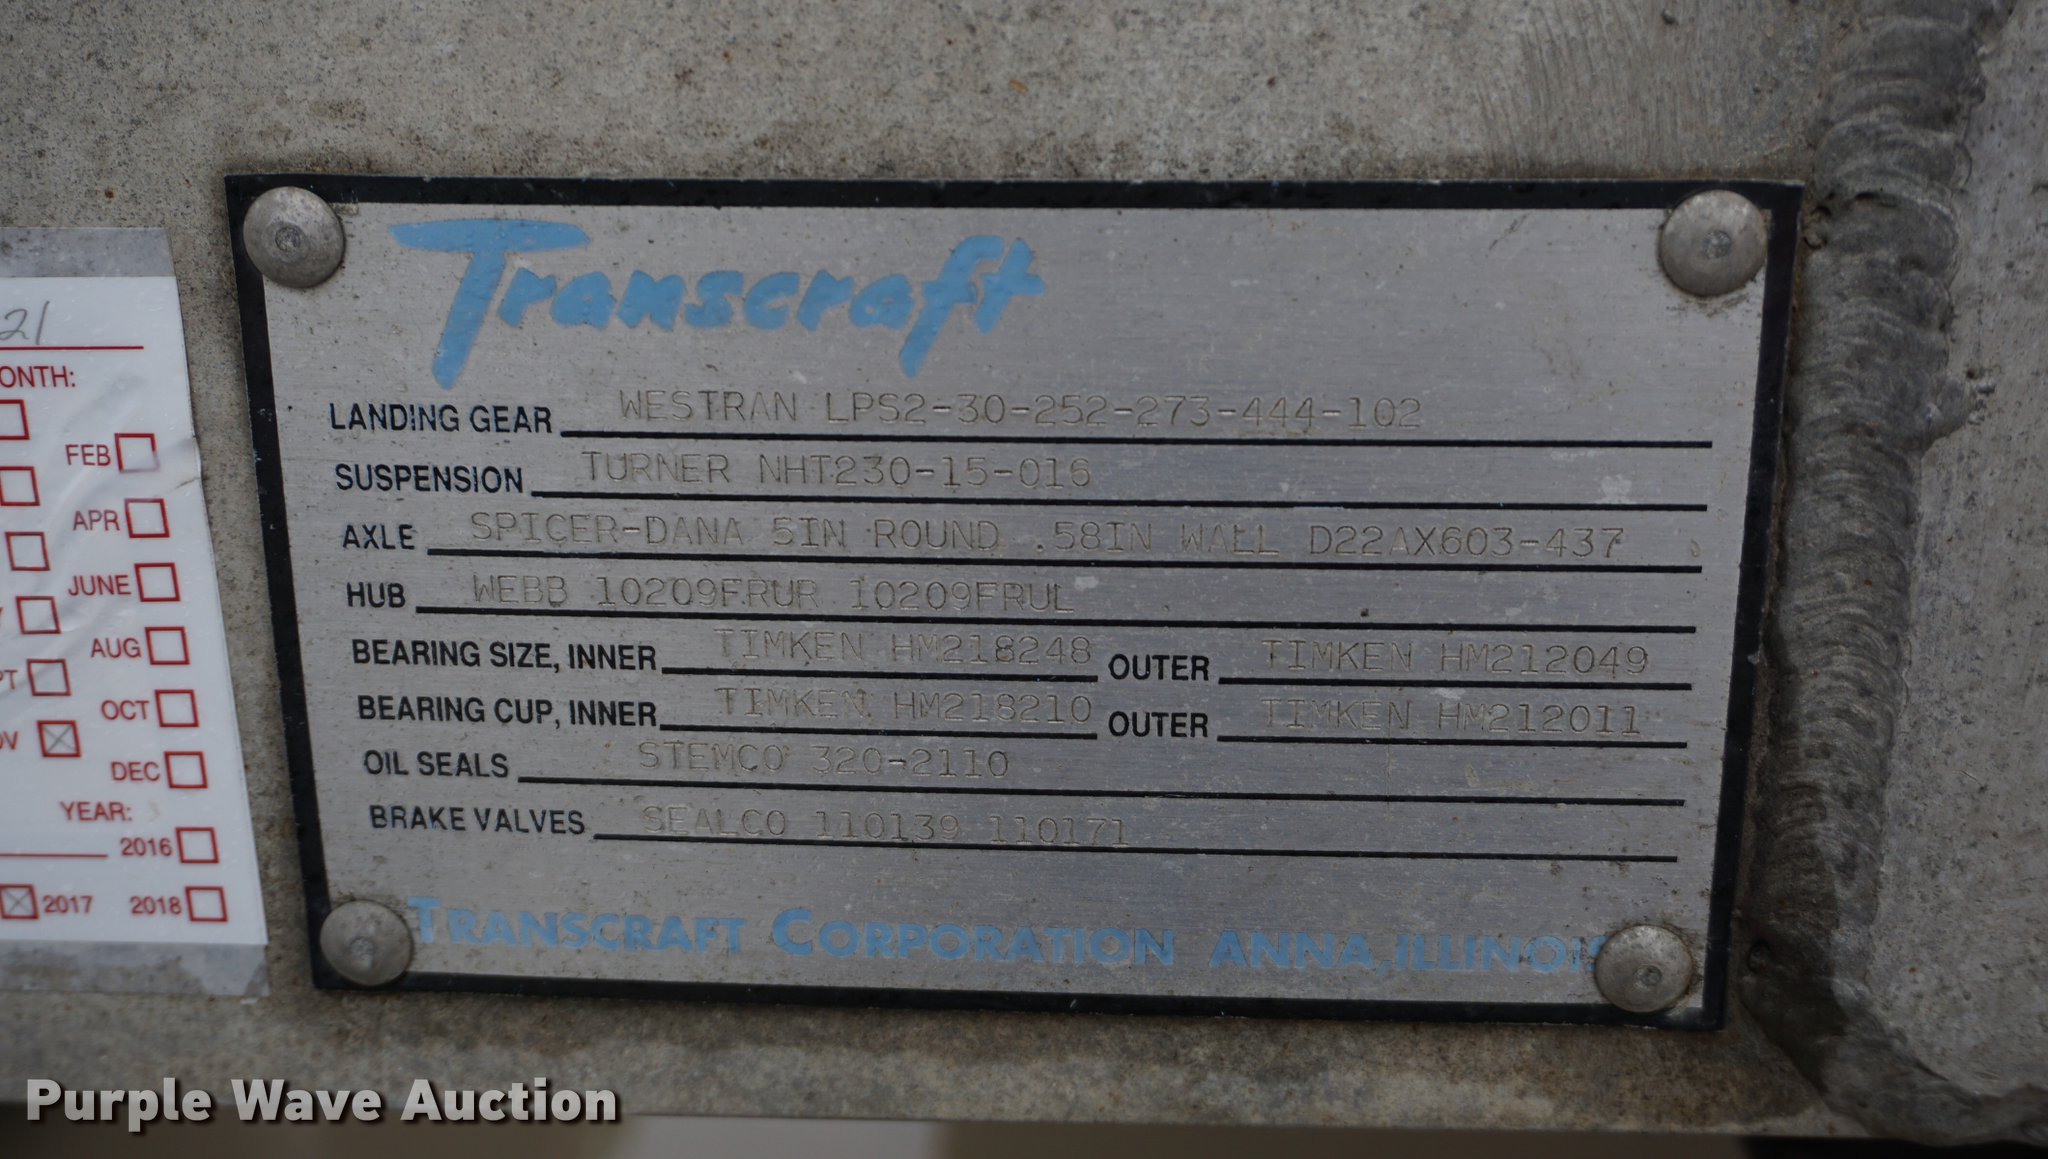 Transcraft
LANDING GEAR WESTRAN LPS2-30-252-273-444-102
SUSPENSION TURNER NHT230-15-016
AXLE SPICER-DANA 5IN ROUND .58IN WALL D22AX603-437
HUB WEBB 10209FRUR 10209FRUL
BEARING SIZE, INNER TIMKEN HM218248 OUTER TIMKEN HM212049
BEARING CUP, INNER TIMKEN HM218210 OUTER TIMKEN HM212011
OIL SEALS STEMCO 320-2110
BRAKE VALVES SEALCO 110139 110171
TRANSCRAFT CORPORATION ANNA, ILLINOIS
21
ONTH:
FEB
APR
JUNE
AUG
PT OCT
OV
DEC
YEAR:
2016
2017 2018
Purple Wave Auction